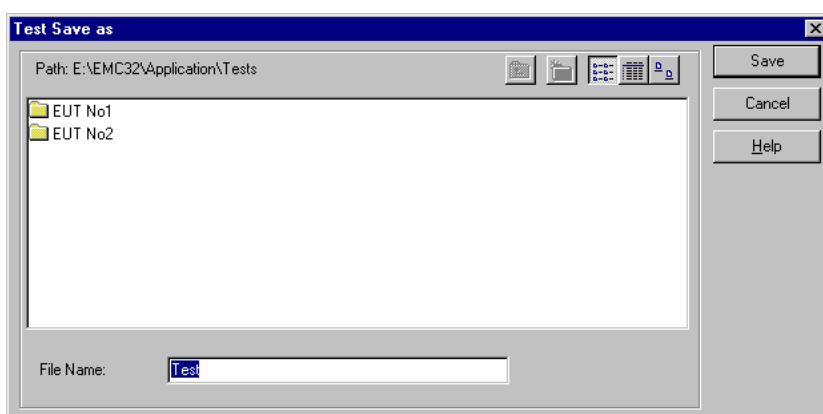 Test Save as
Path: E:\EMC32\Application\Tests
Save
EUT No1
EUT No2
Cancel
Help
File Name:
Test